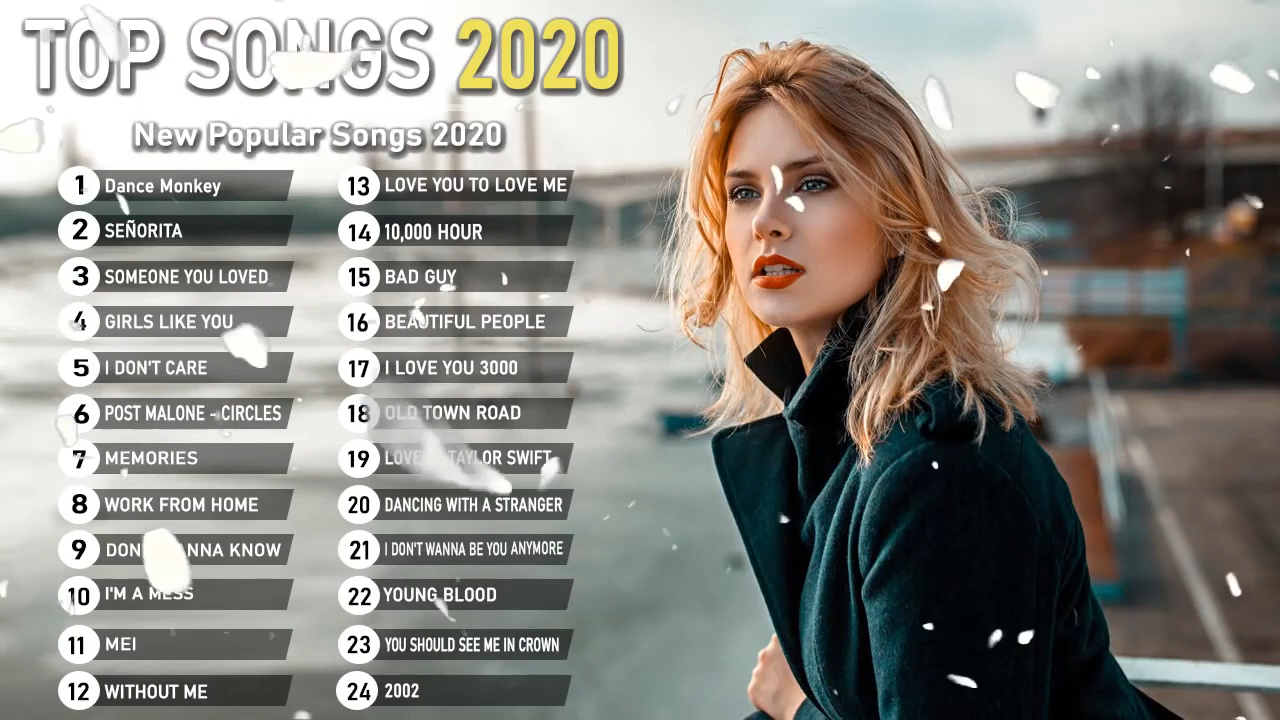 TOP SONGS 2020
New Popular Songs 2020
1 Dance Monkey
2 SEÑORITA
3 SOMEONE YOU LOVED
4 GIRLS LIKE YOU
5 I DON'T CARE
6 POST MALONE - CIRCLES
7 MEMORIES
8 WORK FROM HOME
9 KNOW
10 I'M A MESS
11 ME!
12 WITHOUT ME
13 LOVE YOU TO LOVE ME
14 10,000 HOUR
15 BAD GUY
16 BEAUTIFUL PEOPLE
17 I LOVE YOU 3000
18 OLD TOWN ROAD
19 TAYLOR SWIFT
20 DANCING WITH A STRANGER
21 I DON'T WANNA BE YOU ANYMORE
22 YOUNG BLOOD
23 YOU SHOULD SEE ME IN CROWN
24 2002